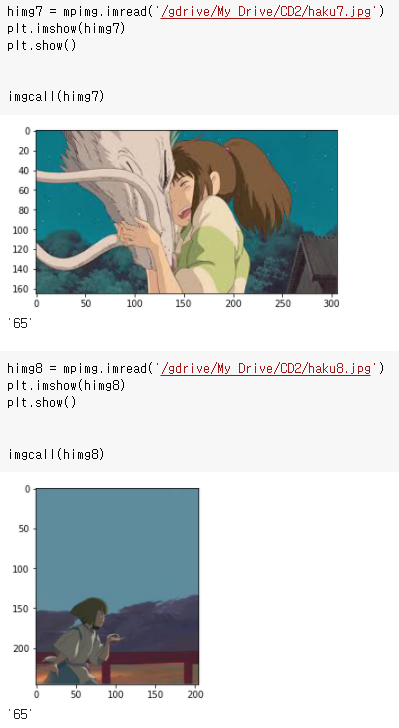 himg7 = mpimg.imread('/gdrive/My Drive/CD2/haku7.jpg')
plt.imshow(himg7)
plt.show()
imgcall(himg7)
0
20
40
60
80
100
120
140
160
0 50 100 150 200 250 300
'65'
himg8 = mpimg.imread('/gdrive/My Drive/CD2/haku8.jpg')
plt.imshow(himg8)
plt.show()
imgcall(himg8)
0
50
100
150
200
0 50 100 150 200
'65'